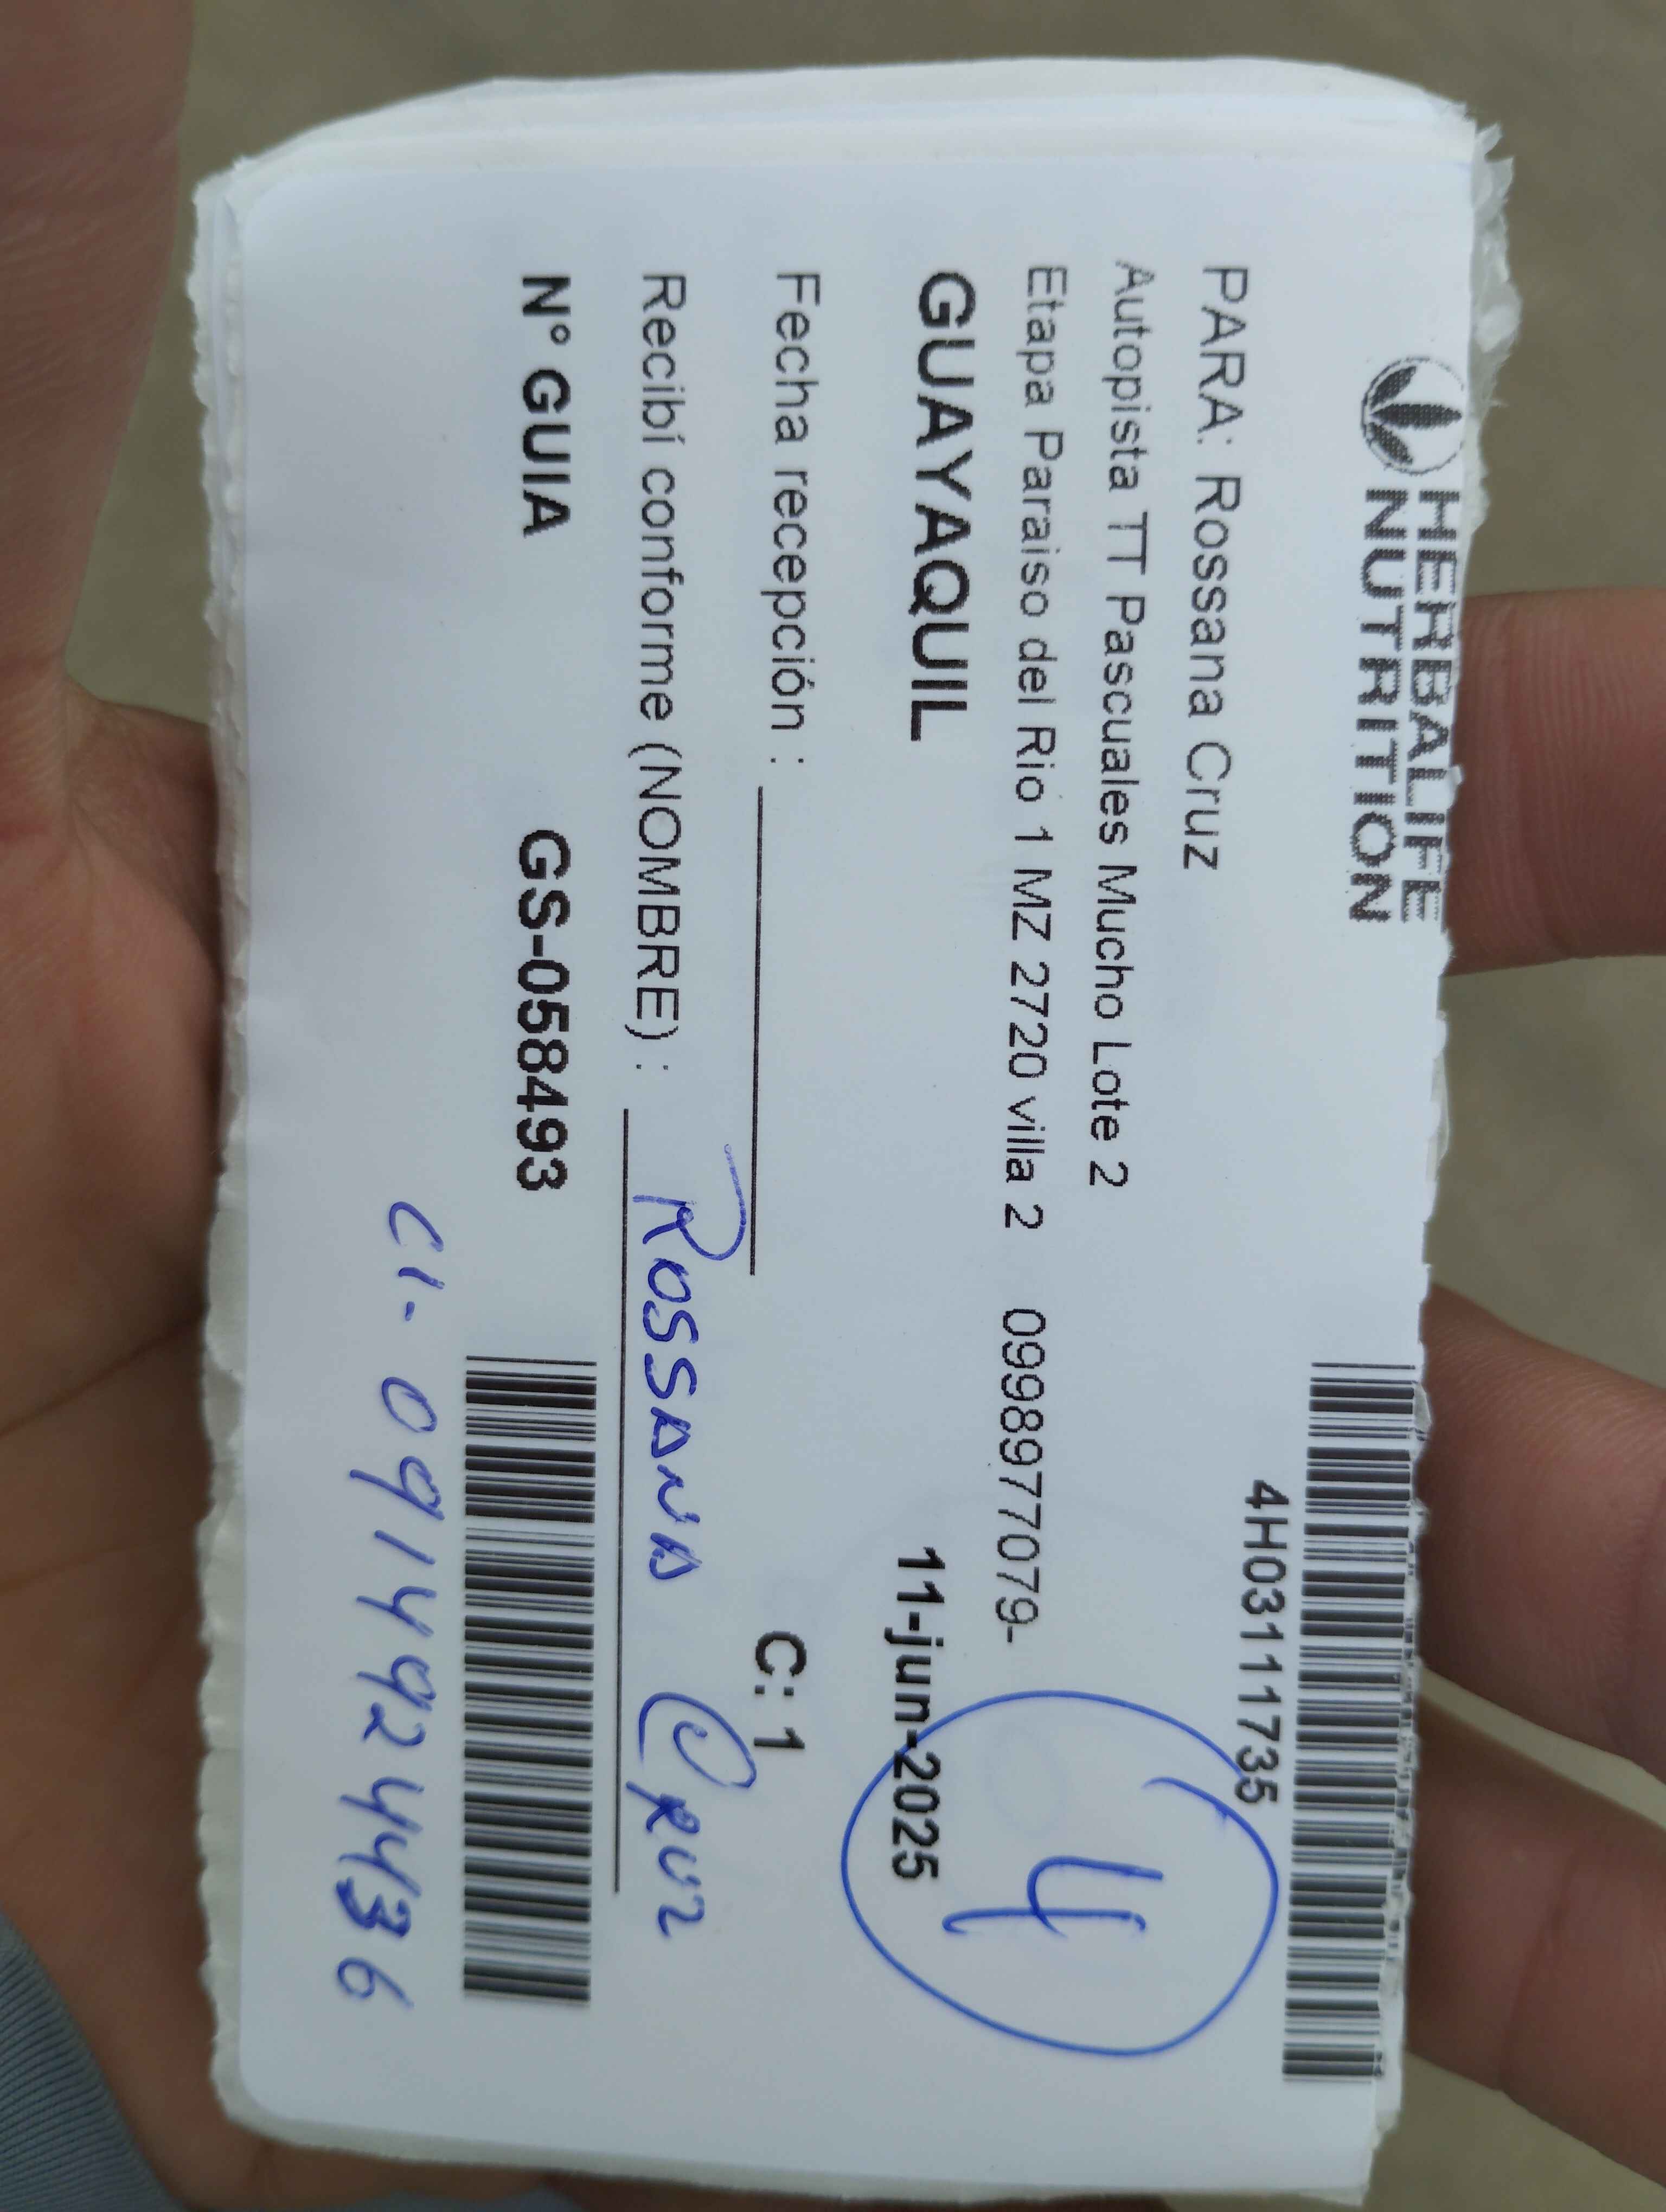 HERBALIFE
NUTRITION
4H03111735
PARA: Rossana Cruz
Autopista TT Pascuales Mucho Lote 2
Etapa Paraiso del Rio 1 MZ 2720 villa 2 0998977079-
4
GUAYAQUIL 11-jun-2025
Fecha recepción : C: 1
Recibí conforme (NOMBRE) : Rossana Cruz
N° GUIA GS-058493
CI- 0914924436